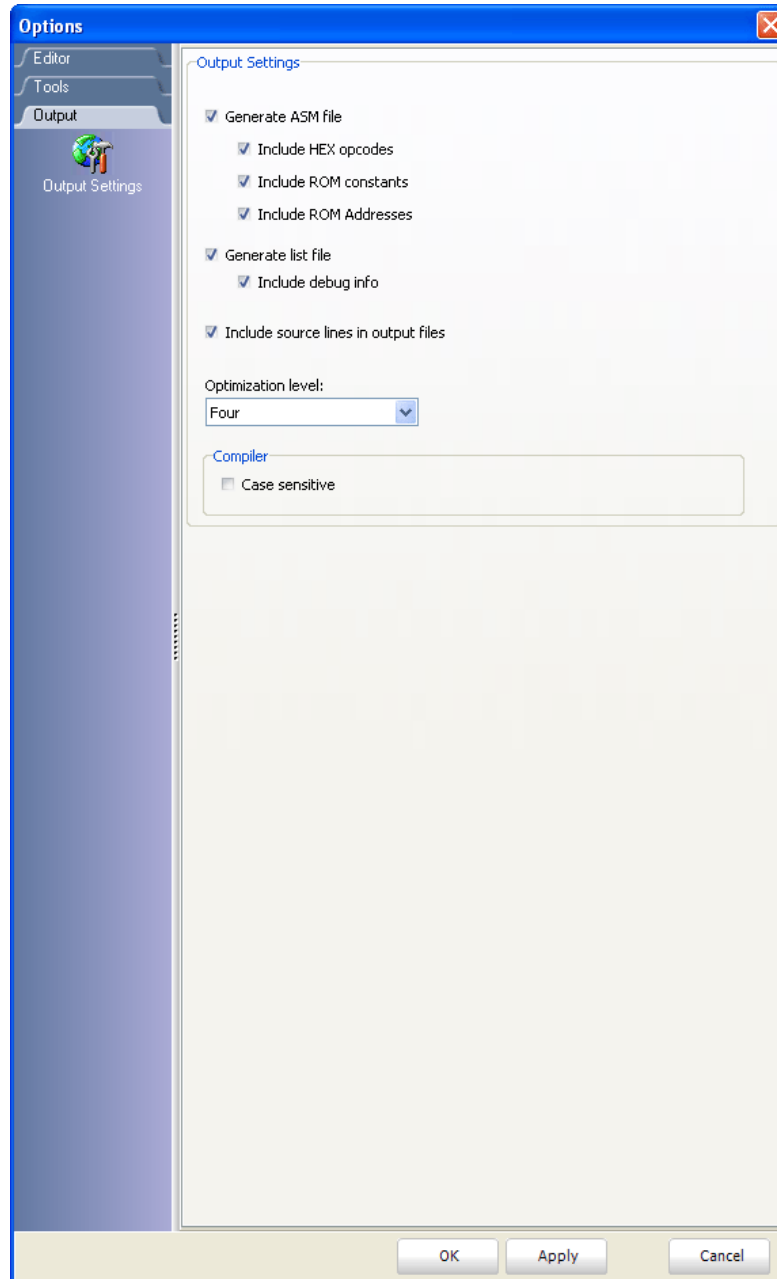 Options
Editor
Tools
Output
Output Settings
Output Settings
Generate ASM file
Include HEX opcodes
Include ROM constants
Include ROM Addresses
Generate list file
Include debug info
Include source lines in output files
Optimization level:
Four
Compiler
Case sensitive
OK
Apply
Cancel